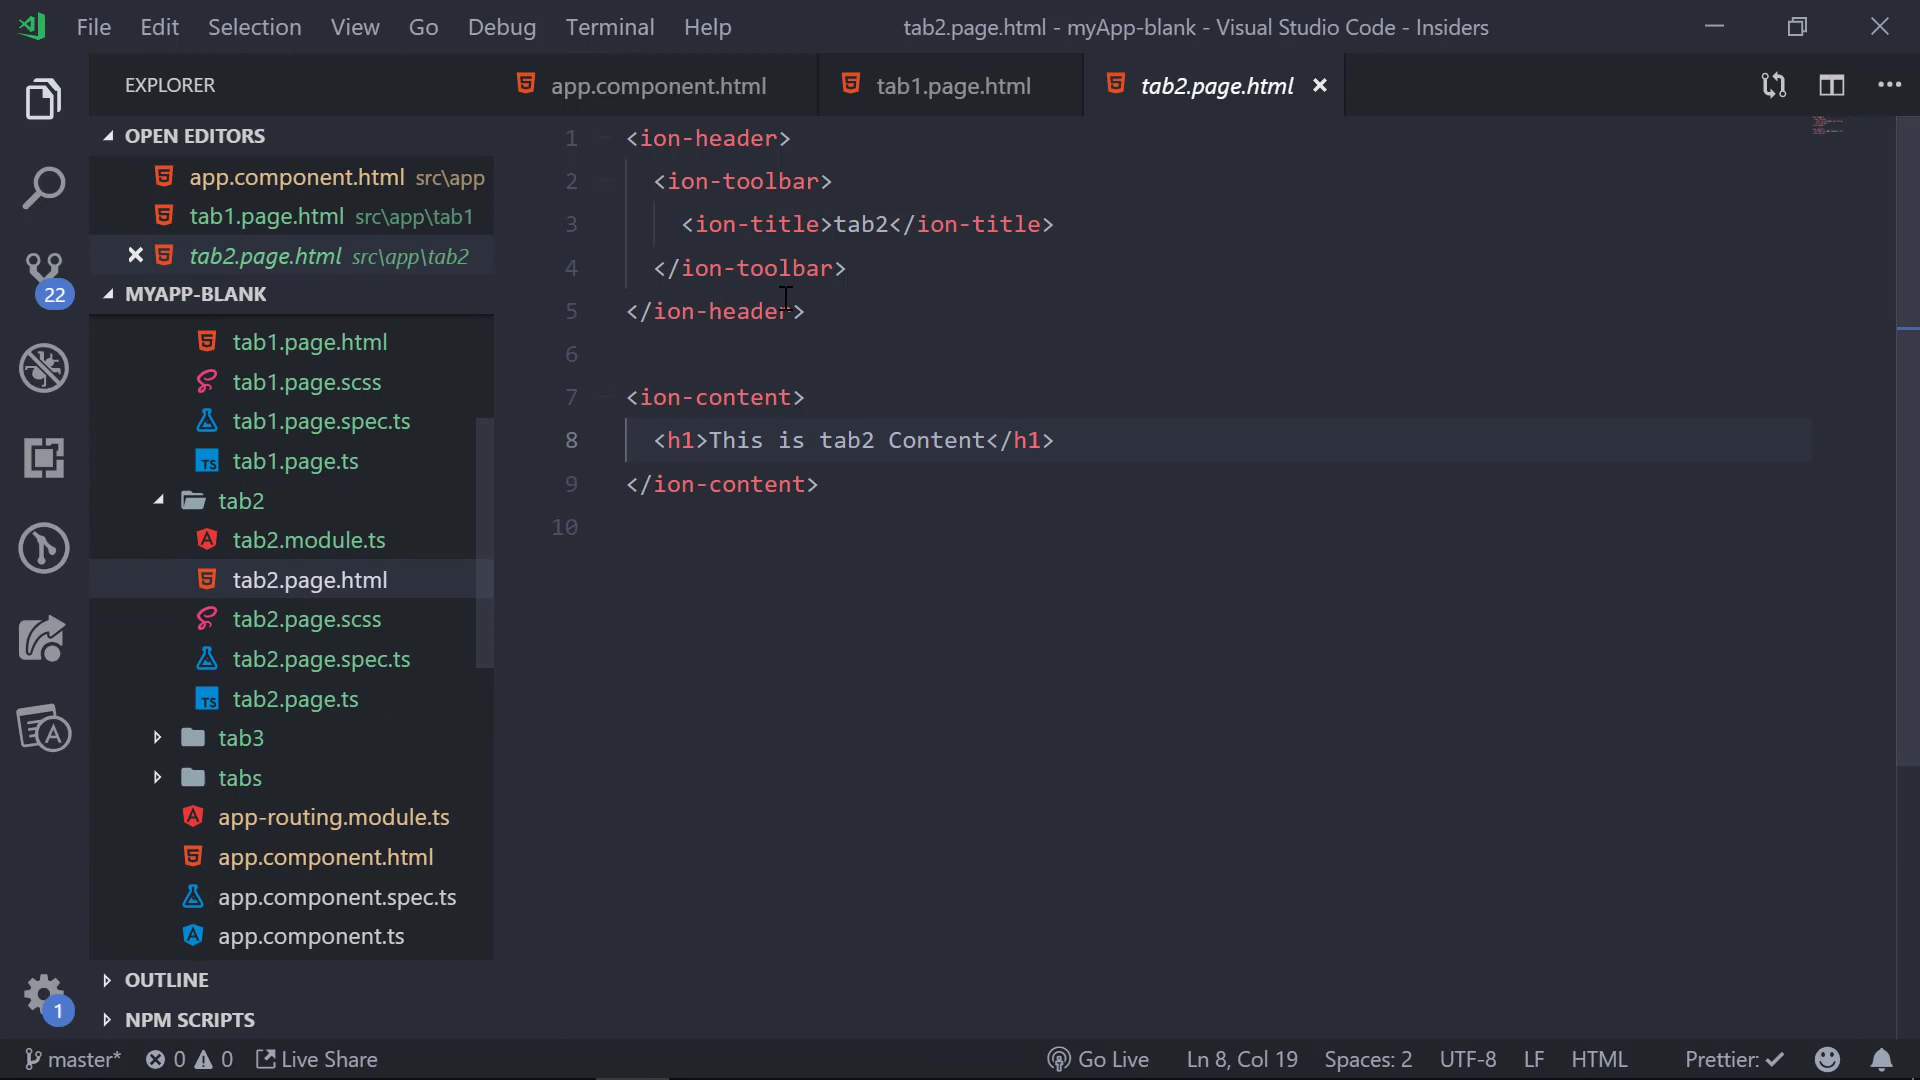 File Edit Selection View Go Debug Terminal Help tab2.page.html - myApp-blank - Visual Studio Code - Insiders
EXPLORER
app.component.html tab1.page.html tab2.page.html
OPEN EDITORS
app.component.html src\app
tab1.page.html src\app\tab1
tab2.page.html src\app\tab2
MYAPP-BLANK
tab1.page.html
tab1.page.scss
tab1.page.spec.ts
tab1.page.ts
tab2
tab2.module.ts
tab2.page.html
tab2.page.scss
tab2.page.spec.ts
tab2.page.ts
tab3
tabs
app-routing.module.ts
app.component.html
app.component.spec.ts
app.component.ts
OUTLINE
NPM SCRIPTS
22
1
1 <ion-header>
2 <ion-toolbar>
3 <ion-title>tab2</ion-title>
4 </ion-toolbar>
5 </ion-header>
6
7 <ion-content>
8 <h1>This is tab2 Content</h1>
9 </ion-content>
10
master* 0 0 Live Share Go Live Ln 8, Col 19 Spaces: 2 UTF-8 LF HTML Prettier: ✓